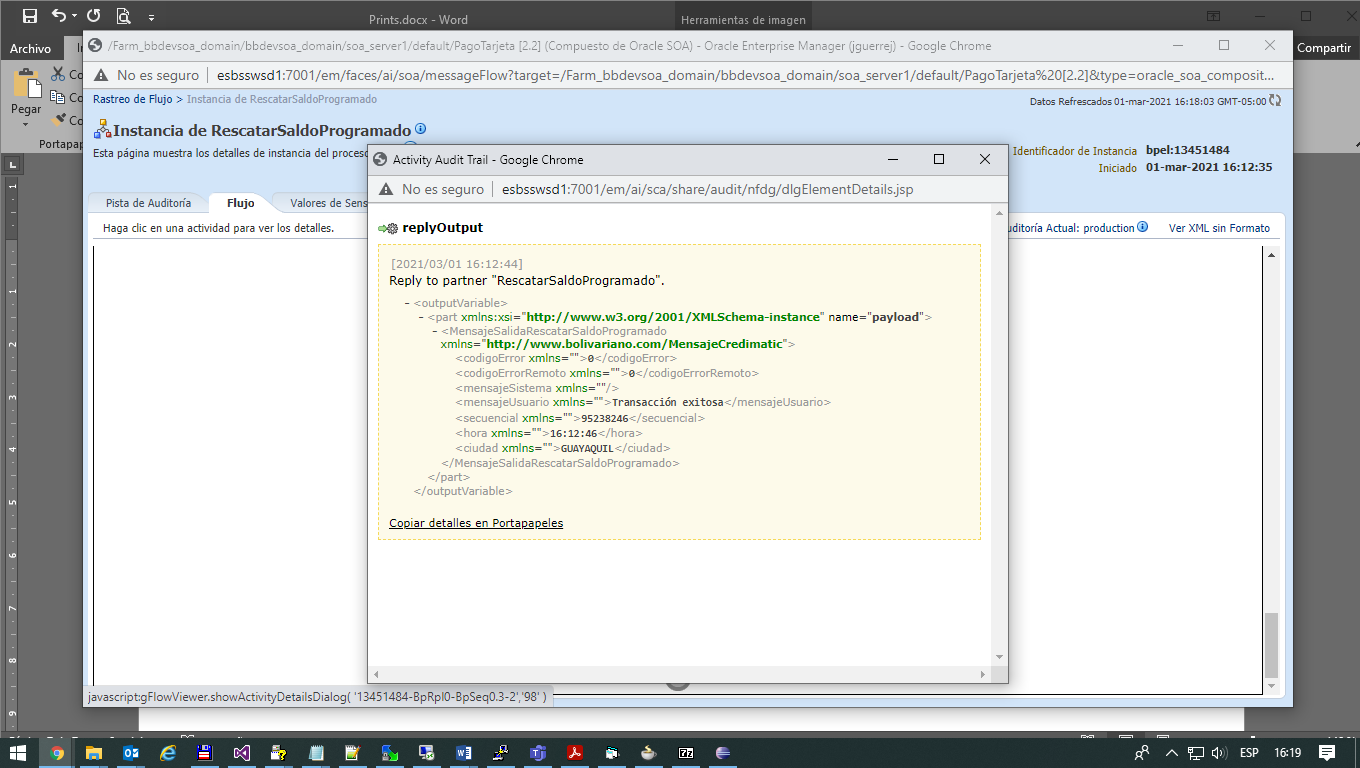 Prints.docx - Word
Herramientas de imagen
Archivo
Compartir
/Farm_bbdevsoa_domain/bbdevsoa_domain/soa_server1/default/PagoTarjeta [2.2] (Compuesto de Oracle SOA) - Oracle Enterprise Manager (jguerrej) - Google Chrome
No es seguro
esbsswsd1:7001/em/faces/ai/soa/messageFlow?target=/Farm_bbdevsoa_domain/bbdevsoa_domain/soa_server1/default/PagoTarjeta%20[2.2]&type=oracle_soa_composit...
Pegar
Co
Co
Co
Portapap
Rastreo de Flujo > Instancia de RescatarSaldoProgramado
Datos Refrescados 01-mar-2021 16:18:03 GMT-05:00
Instancia de RescatarSaldoProgramado
Esta página muestra los detalles de instancia del proceso
Identificador de Instancia bpel:13451484
Iniciado 01-mar-2021 16:12:35
Pista de Auditoría
Flujo
Valores de Sens
Haga clic en una actividad para ver los detalles.
uditoría Actual: production
Ver XML sin Formato
Activity Audit Trail - Google Chrome
No es seguro
esbsswsd1:7001/em/ai/sca/share/audit/nfdg/dlgElementDetails.jsp
replyOutput
[2021/03/01 16:12:44]
Reply to partner "RescatarSaldoProgramado".
- <outputVariable>
- <part xmlns:xsi="http://www.w3.org/2001/XMLSchema-instance" name="payload">
- <MensajeSalidaRescatarSaldoProgramado
xmlns="http://www.bolivariano.com/MensajeCredimatic">
<codigoError xmlns="">0</codigoError>
<codigoErrorRemoto xmlns="">0</codigoErrorRemoto>
<mensajeSistema xmlns=""/>
<mensajeUsuario xmlns="">Transacción exitosa</mensajeUsuario>
<secuencial xmlns="">95238246</secuencial>
<hora xmlns="">16:12:46</hora>
<ciudad xmlns="">GUAYAQUIL</ciudad>
</MensajeSalidaRescatarSaldoProgramado>
</part>
</outputVariable>
Copiar detalles en Portapapeles
javascript:gFlowViewer.showActivityDetailsDialog( '13451484-BpRpl0-BpSeq0.3-2','98' )
ESP
16:19